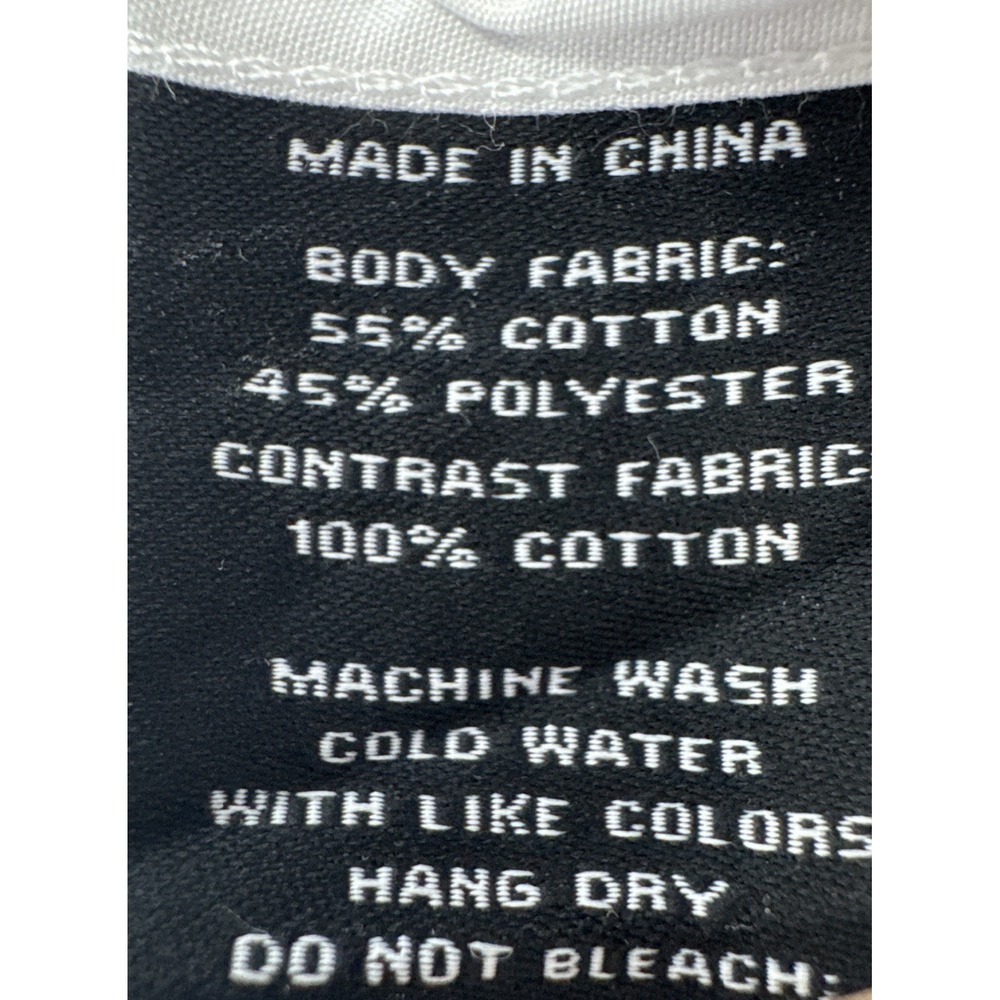 MADE IN CHINA
BODY FABRIC:
55% COTTON
45% POLYESTER
CONTRAST FABRIC:
100% COTTON
MACHINE WASH
COLD WATER
WITH LIKE COLORS
HANG DRY
DO NOT BLEACH: